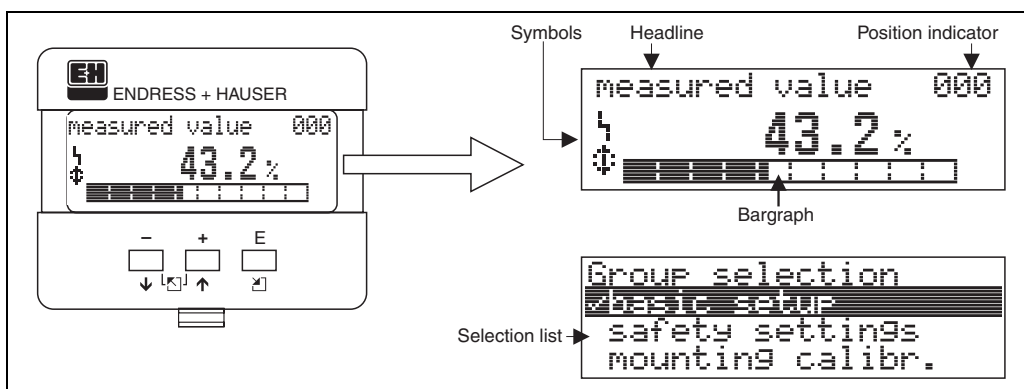 Symbols Headline Position indicator
E+H
ENDRESS + HAUSER
measured value 000
43.2 %
- + E
measured value 000
43.2 %
Bargraph
Group selection
basic setup
Selection list
safety settings
mounting calibr.